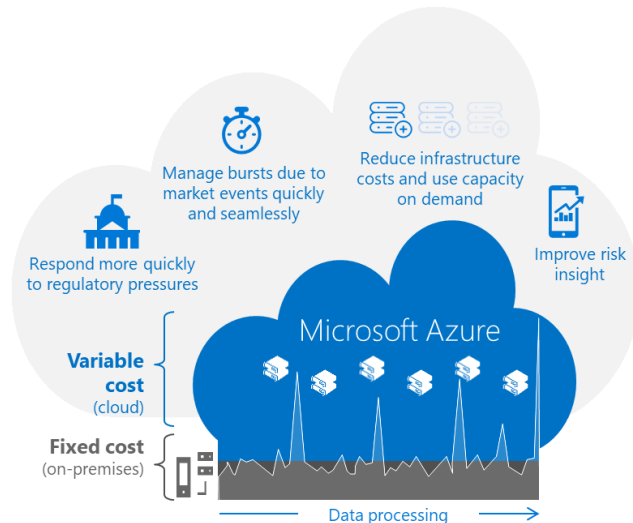 Manage bursts due to
market events quickly
and seamlessly
Reduce infrastructure
costs and use capacity
on demand
Respond more quickly
to regulatory pressures
Improve risk
insight
Microsoft Azure
Variable
cost
(cloud)
Fixed cost
(on-premises)
Data processing